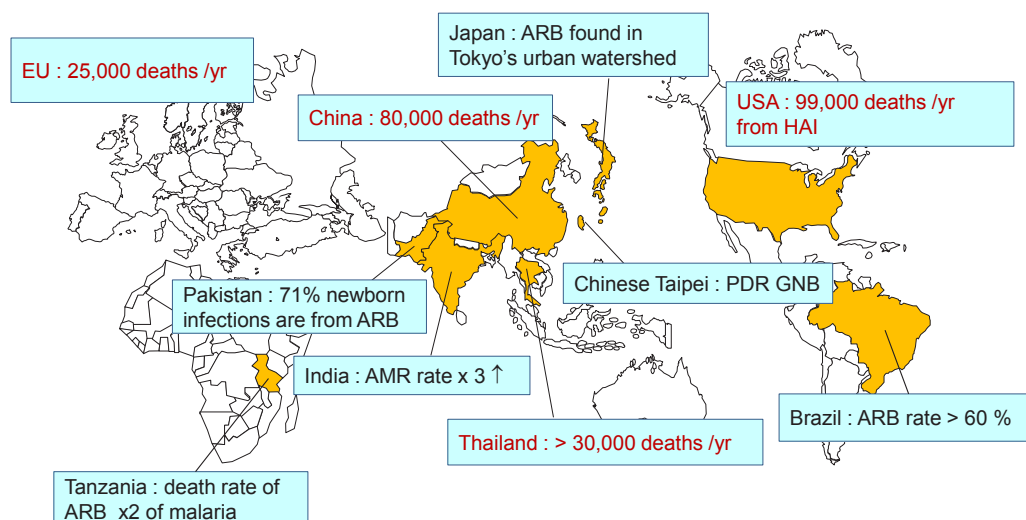 Japan : ARB found in
Tokyo's urban watershed
EU : 25,000 deaths /yr
China : 80,000 deaths /yr
USA : 99,000 deaths /yr
from HAI
Pakistan : 71% newborn
infections are from ARB
Chinese Taipei : PDR GNB
India : AMR rate x 3 ↑
Brazil : ARB rate > 60 %
Thailand : > 30,000 deaths /yr
Tanzania : death rate of
ARB  x2 of malaria